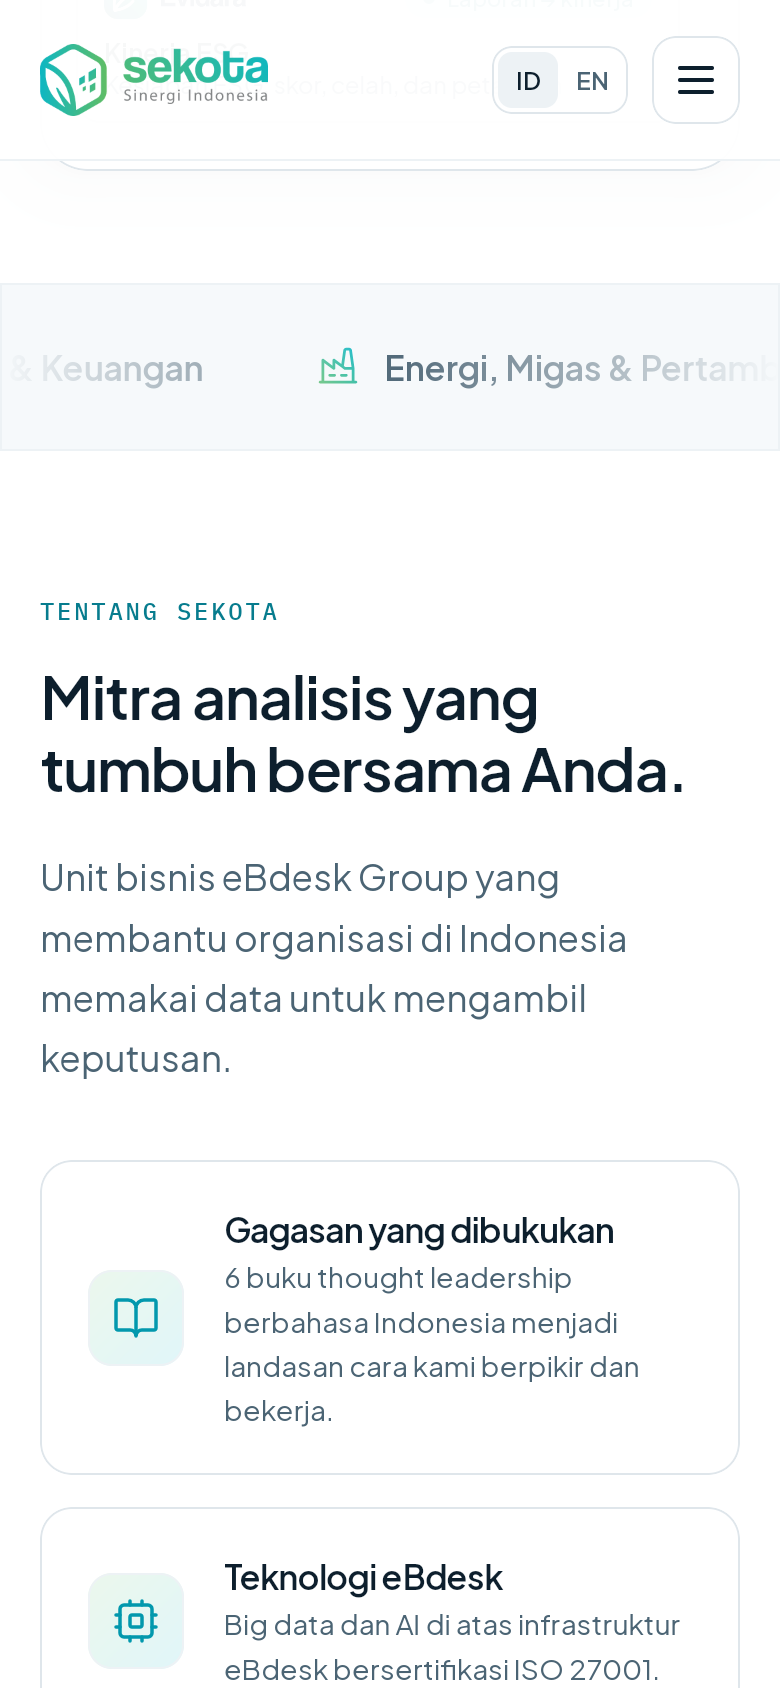 sekota
Sinergi Indonesia
ID EN
& Keuangan
Energi, Migas & Pertamb
TENTANG SEKOTA
Mitra analisis yang
tumbuh bersama Anda.
Unit bisnis eBdesk Group yang
membantu organisasi di Indonesia
memakai data untuk mengambil
keputusan.
Gagasan yang dibukukan
6 buku thought leadership
berbahasa Indonesia menjadi
landasan cara kami berpikir dan
bekerja.
Teknologi eBdesk
Big data dan AI di atas infrastruktur
eBdesk bersertifikasi ISO 27001.